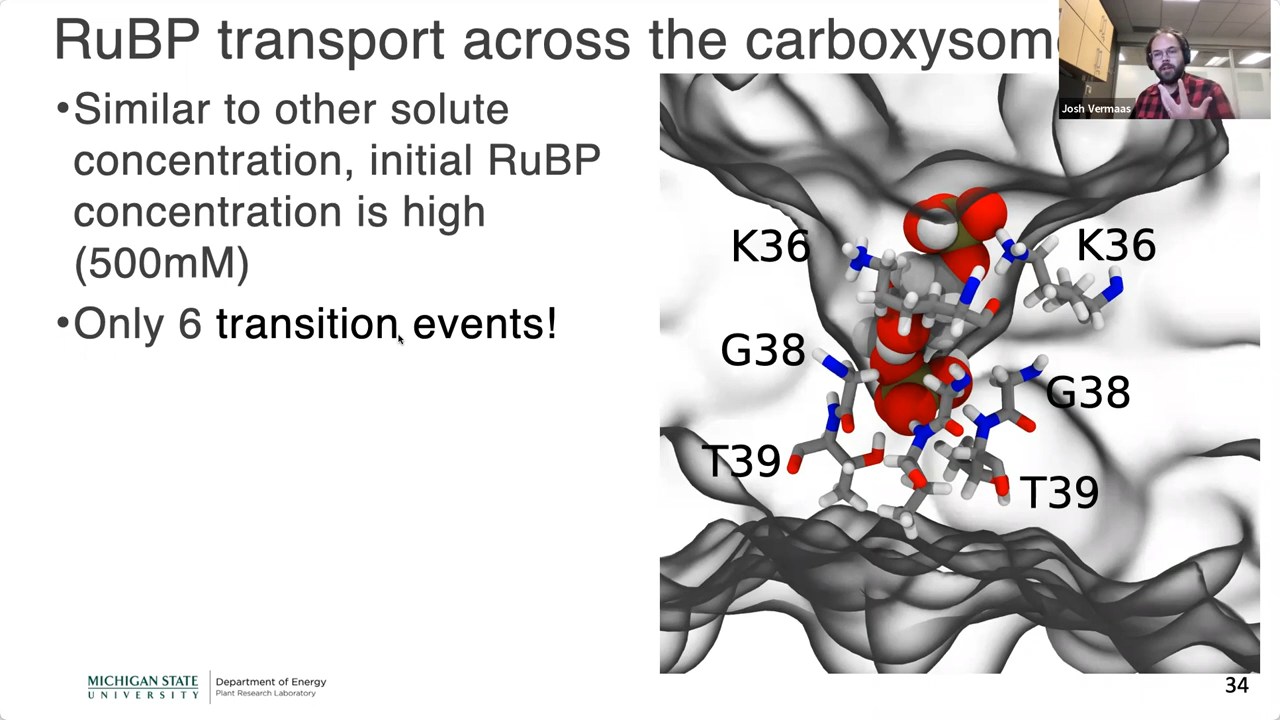 RuBP transport across the carboxysom
Josh Vermaas
•Similar to other solute
concentration, initial RuBP
concentration is high
(500mM)
•Only 6 transition events!
K36
K36
G38
G38
T39
T39
MICHIGAN STATE
UNIVERSITY
Department of Energy
Plant Research Laboratory
34